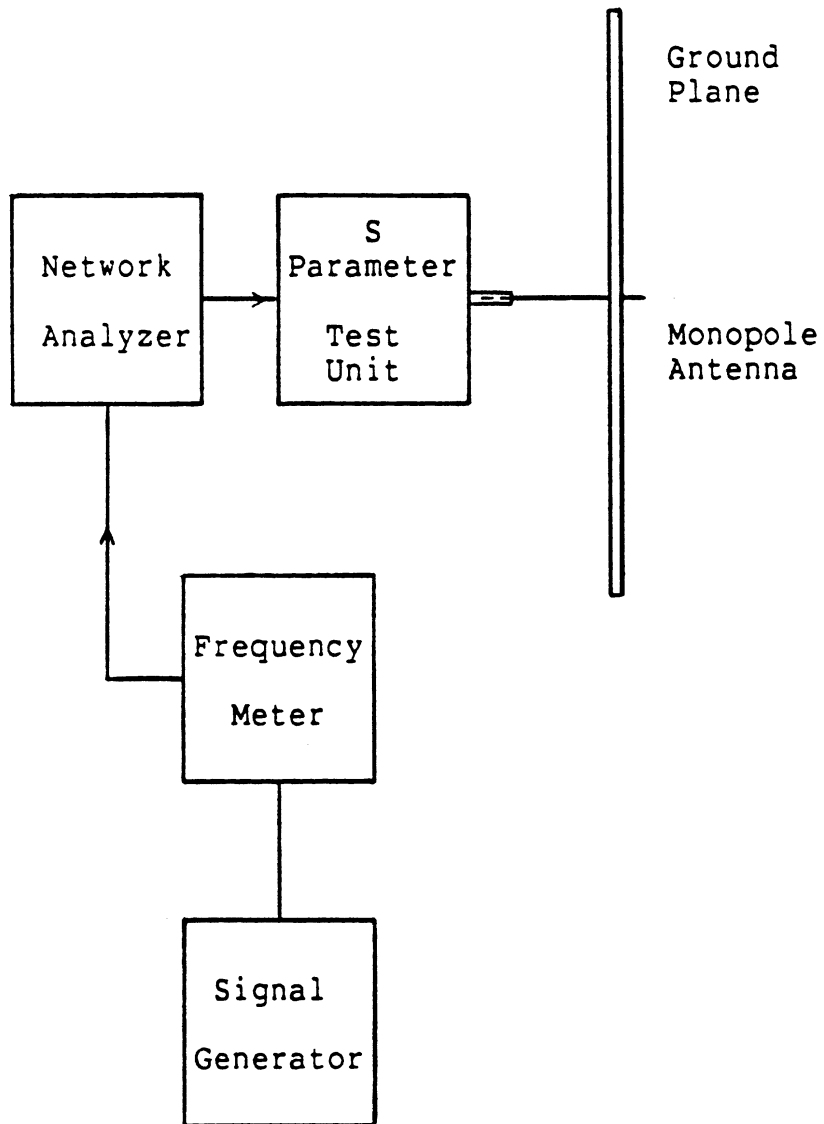 Ground
Plane
Network
Analyzer
S
Parameter
Test
Unit
Monopole
Antenna
Frequency
Meter
Signal
Generator